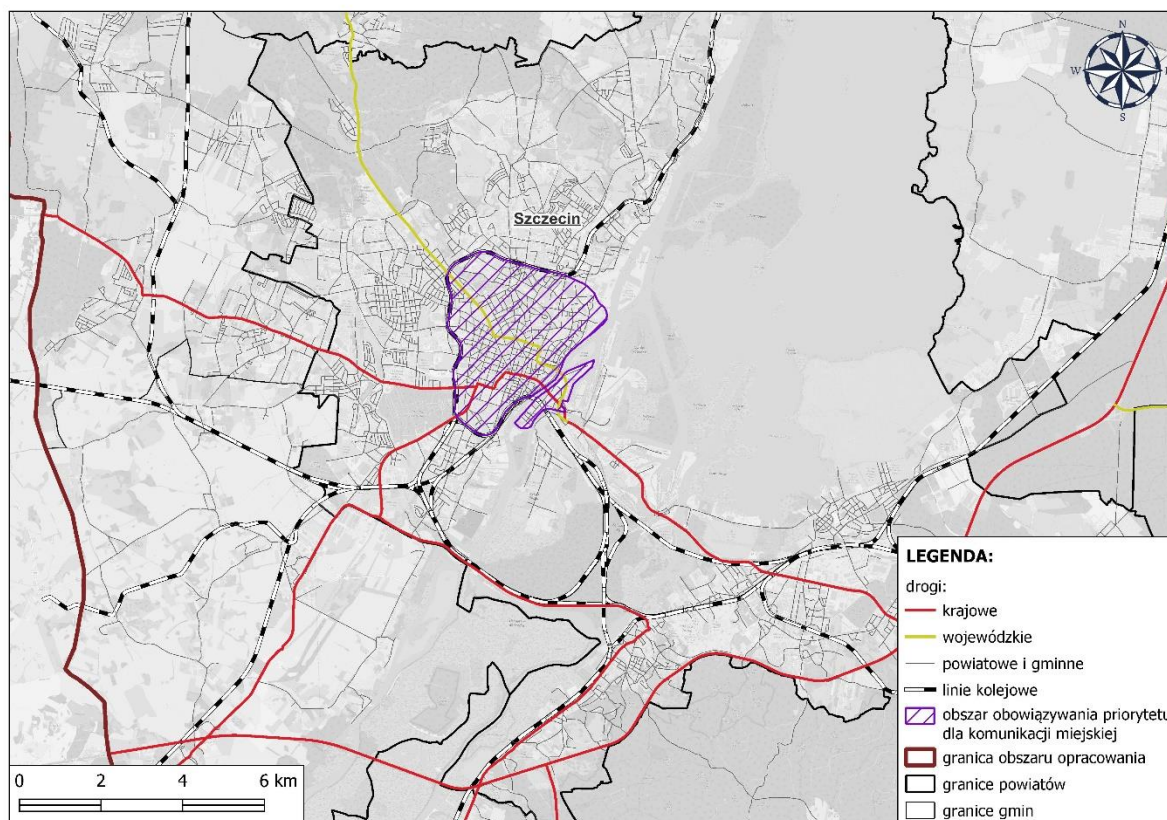 N
W
S
Szczecin
LEGENDA:
drogi:
krajowe
wojewódzkie
powiatowe i gminne
linie kolejowe
obszar obowiązywania priorytetu
dla komunikacji miejskiej
granica obszaru opracowania
granice powiatów
granice gmin
0 2 4 6 km